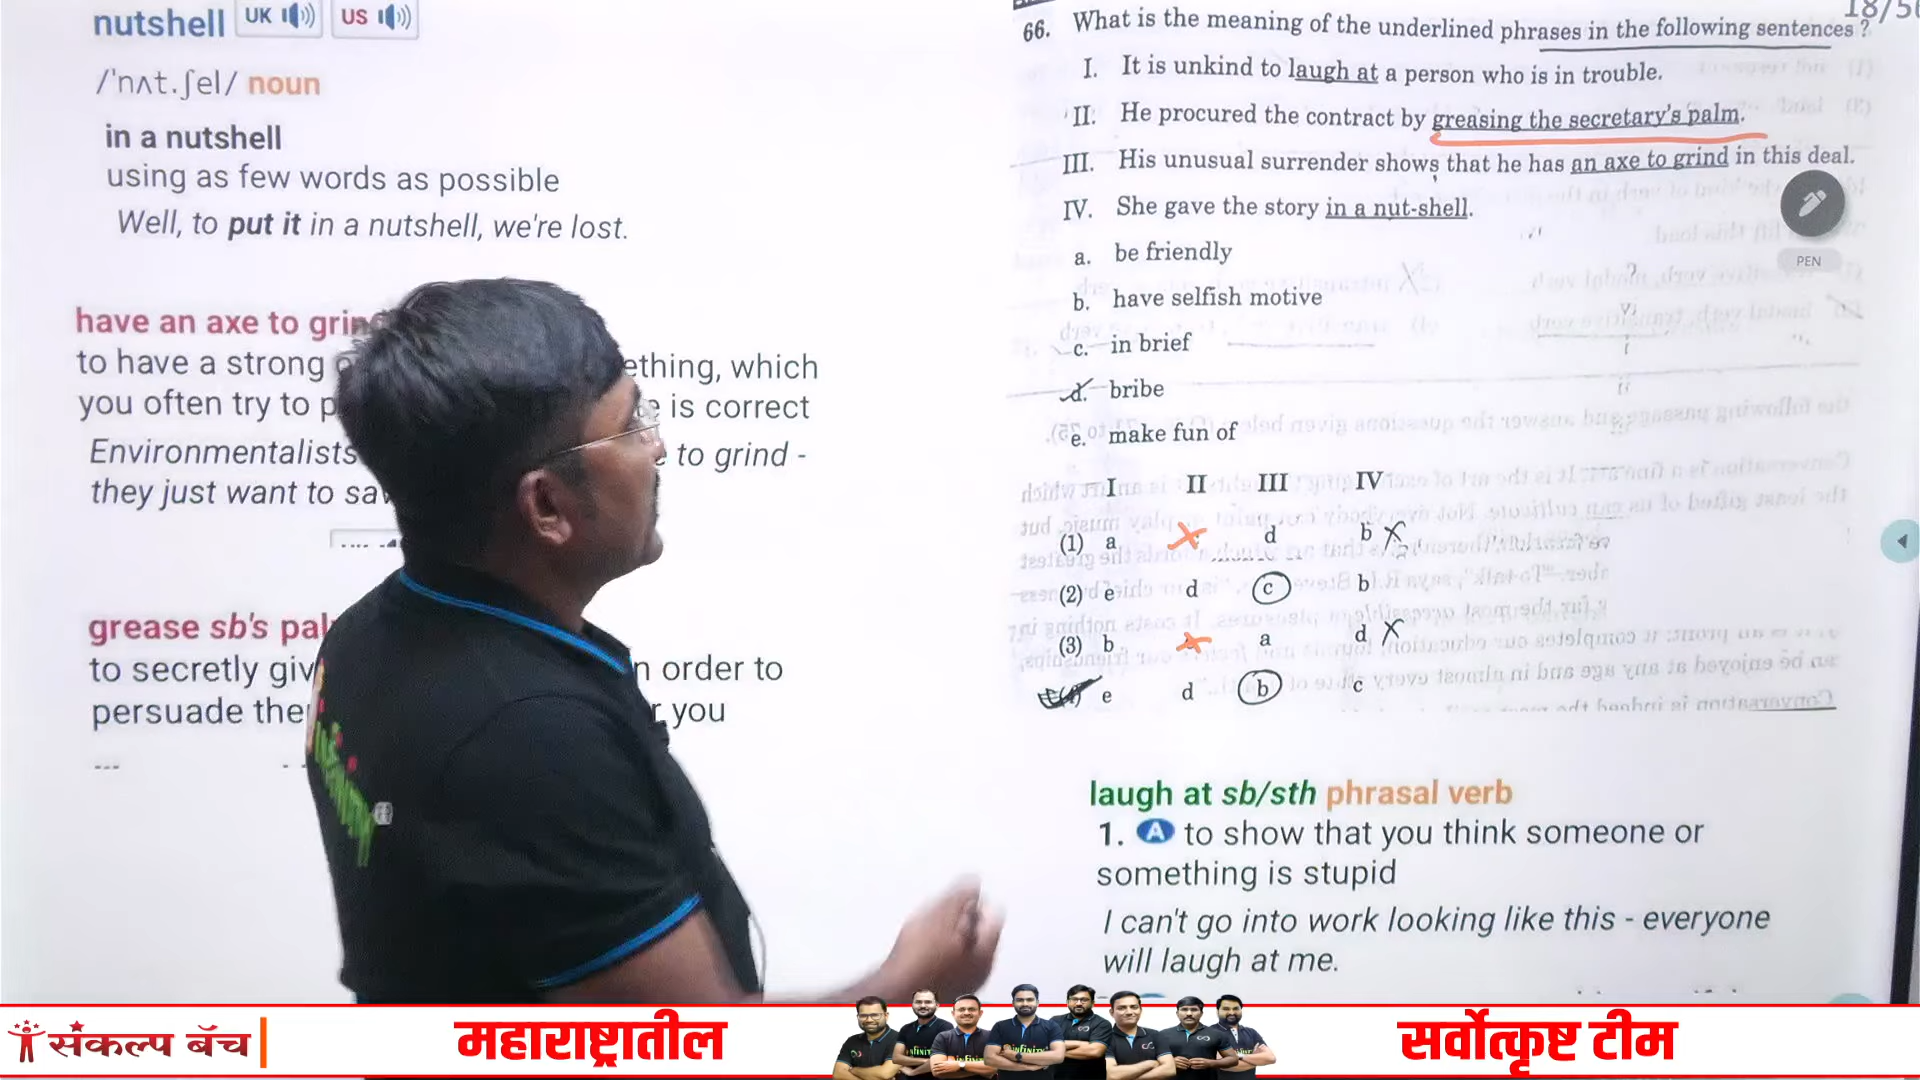 nutshell UK US
/ˈnʌt.ʃel/ noun
in a nutshell
using as few words as possible
Well, to put it in a nutshell, we're lost.
have an axe to grind
to have a strong ething, which
you often try to p is correct
Environmentalists to grind -
they just want to sa
grease sb's pal
to secretly giv n order to
persuade the you
18/50
66. What is the meaning of the underlined phrases in the following sentences ?
I. It is unkind to laugh at a person who is in trouble.
II. He procured the contract by greasing the secretary's palm.
III. His unusual surrender shows that he has an axe to grind in this deal.
IV. She gave the story in a nut-shell.
a. be friendly
b. have selfish motive
c. in brief
d. bribe
e. make fun of
I II III IV
(1) a d b
(2) e d c b
(3) b a d
(4) e d b c
PEN
laugh at sb/sth phrasal verb
1. A to show that you think someone or
something is stupid
I can't go into work looking like this - everyone
will laugh at me.
संकल्प बॅच
महाराष्ट्रातील
सर्वोत्कृष्ट टीम